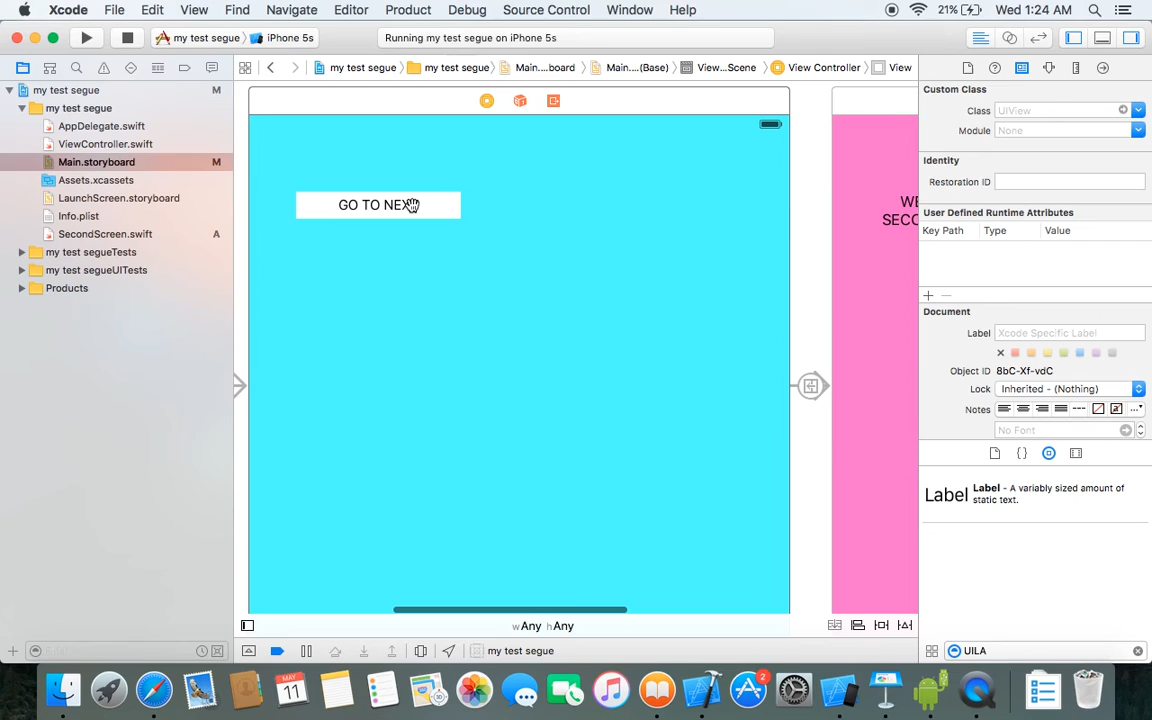 Xcode File Edit View Find Navigate Editor Product Debug Source Control Window Help 21% Wed 1:24 AM
my test segue iPhone 5s Running my test segue on iPhone 5s
my test segue my test segue Main....board Main....(Base) View...Scene View Controller View
my test segue M
my test segue
AppDelegate.swift
ViewController.swift
Main.storyboard M
Assets.xcassets
LaunchScreen.storyboard
Info.plist
SecondScreen.swift A
my test segueTests
my test segueUITests
Products
GO TO NEXT
WE
SECO
wAny hAny
my test segue
Filter
Custom Class
Class UIView
Module None
Identity
Restoration ID
User Defined Runtime Attributes
Key Path Type Value
Document
Label Xcode Specific Label
Object ID 8bC-Xf-vdC
Lock Inherited - (Nothing)
Notes
No Font
Label Label - A variably sized amount of
static text.
UILA
MAY
11
2